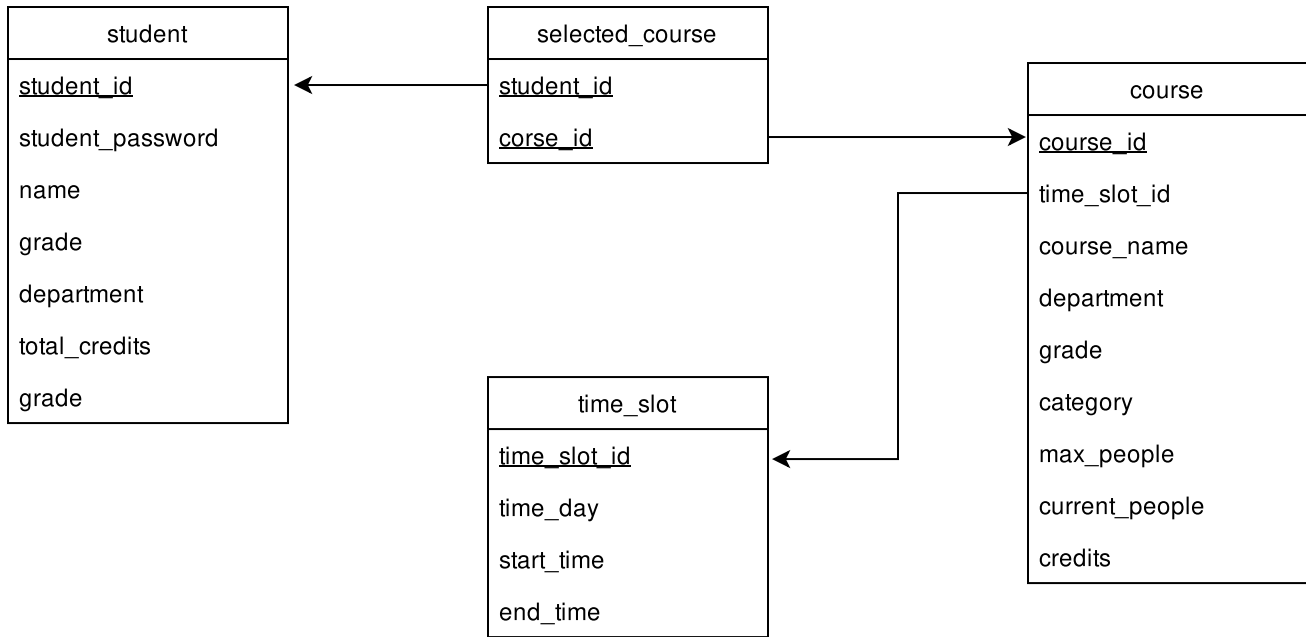 student
student_id
student_password
name
grade
department
total_credits
grade
selected_course
student_id
corse_id
course
course_id
time_slot_id
course_name
department
grade
category
max_people
current_people
credits
time_slot
time_slot_id
time_day
start_time
end_time